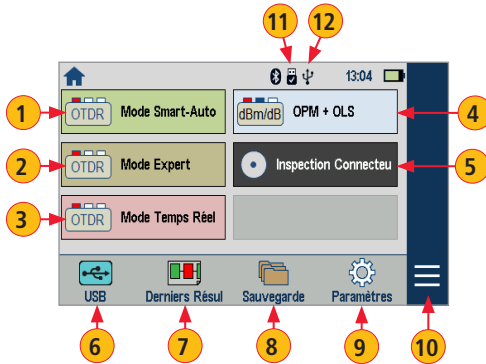 11 12
13:04
1 OTDR Mode Smart-Auto dBm/dB OPM + OLS 4
2 OTDR Mode Expert Inspection Connecteu 5
3 OTDR Mode Temps Réel
USB Derniers Résul Sauvegarde Paramètres
6 7 8 9 10